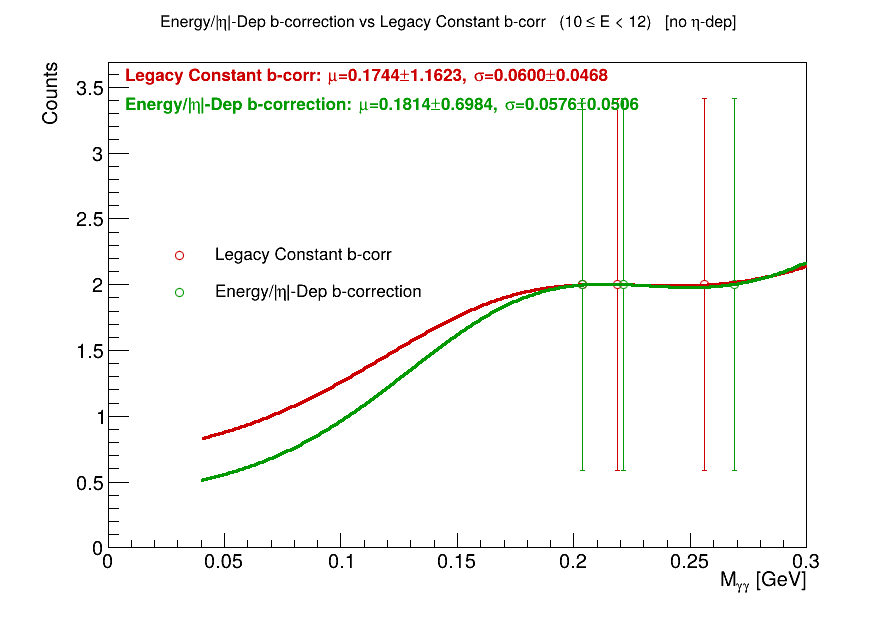 Energy/|η|-Dep b-correction vs Legacy Constant b-corr (10 ≤ E < 12) [no η-dep]
Counts
Legacy Constant b-corr: μ=0.1744±1.1623, σ=0.0600±0.0468
Energy/|η|-Dep b-correction: μ=0.1814±0.6984, σ=0.0576±0.0506
3.5
3
2.5
2
1.5
1
0.5
0
Legacy Constant b-corr
Energy/|η|-Dep b-correction
0 0.05 0.1 0.15 0.2 0.25 0.3
Mγγ [GeV]